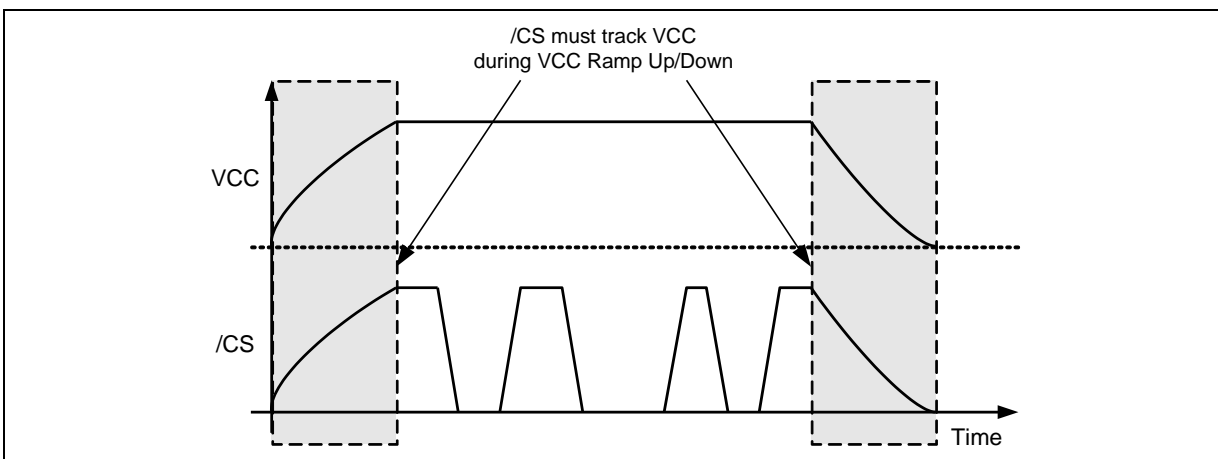 /CS must track VCC
during VCC Ramp Up/Down
VCC
/CS
Time